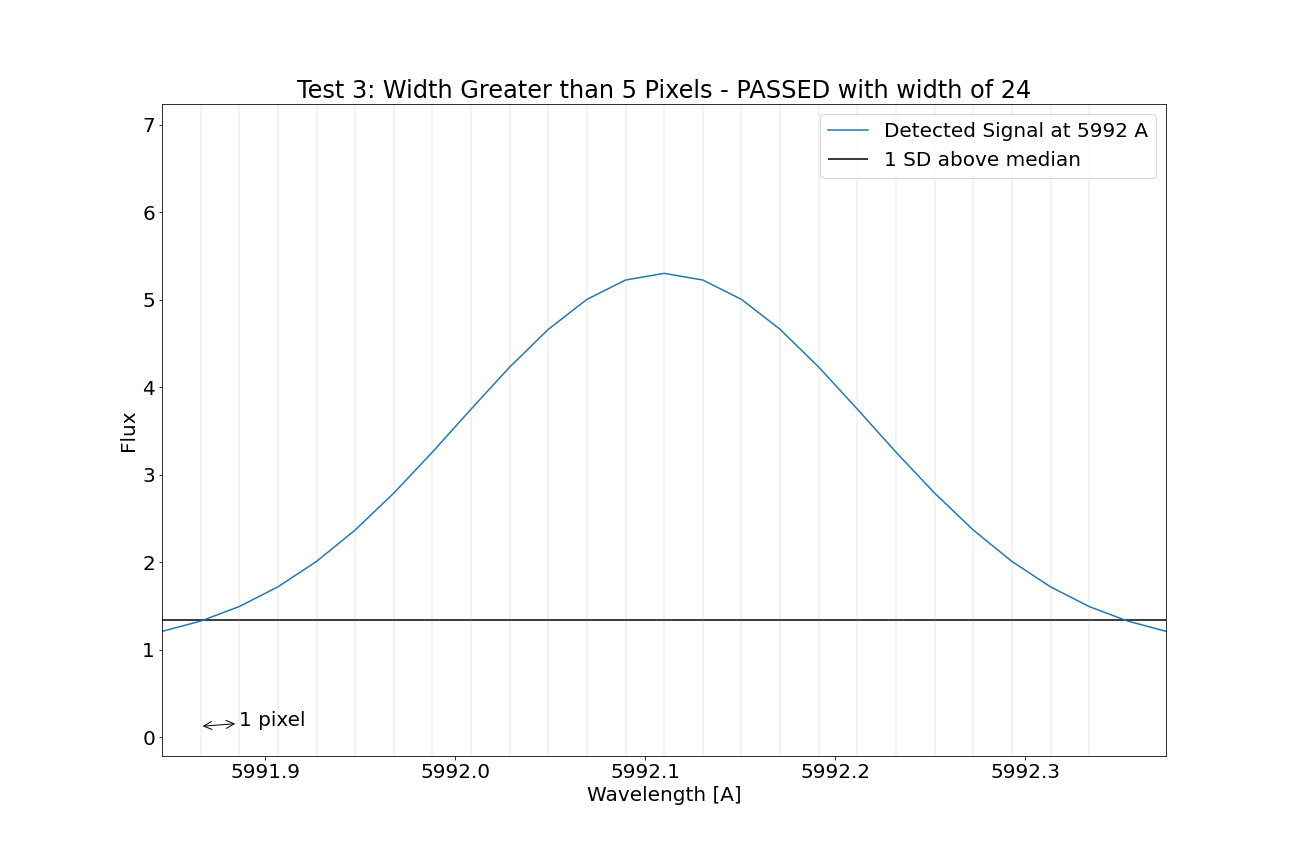 Test 3: Width Greater than 5 Pixels - PASSED with width of 24
Detected Signal at 5992 A
1 SD above median
7
6
5
4
3
2
1
0
Flux
1 pixel
5991.9 5992.0 5992.1 5992.2 5992.3
Wavelength [A]